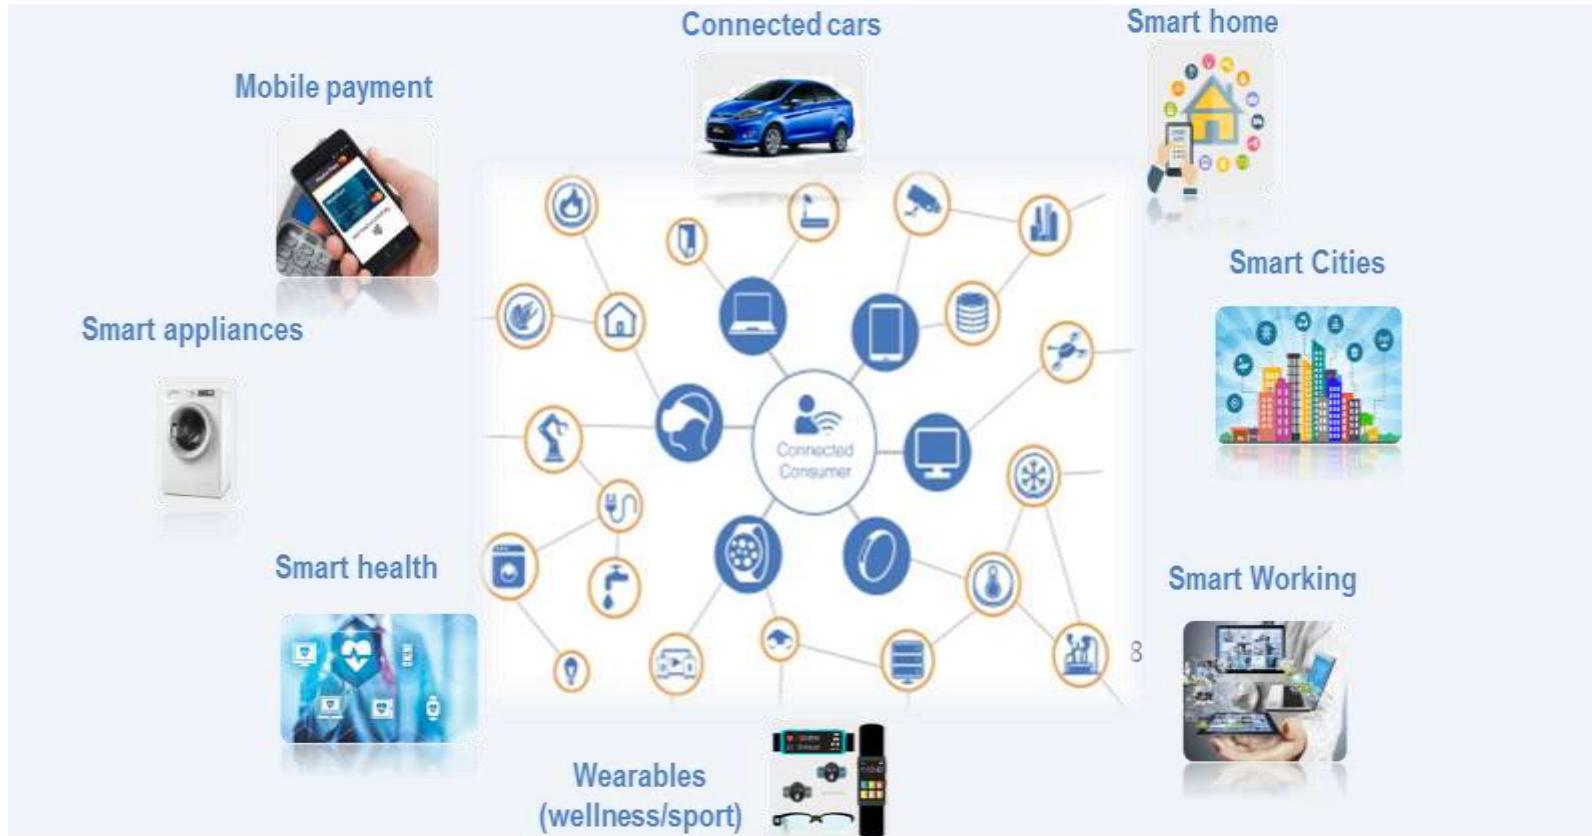 Connected cars
Smart home
Mobile payment
Smart Cities
Smart appliances
Connected
Consumer
Smart health
Smart Working
8
Wearables
(wellness/sport)